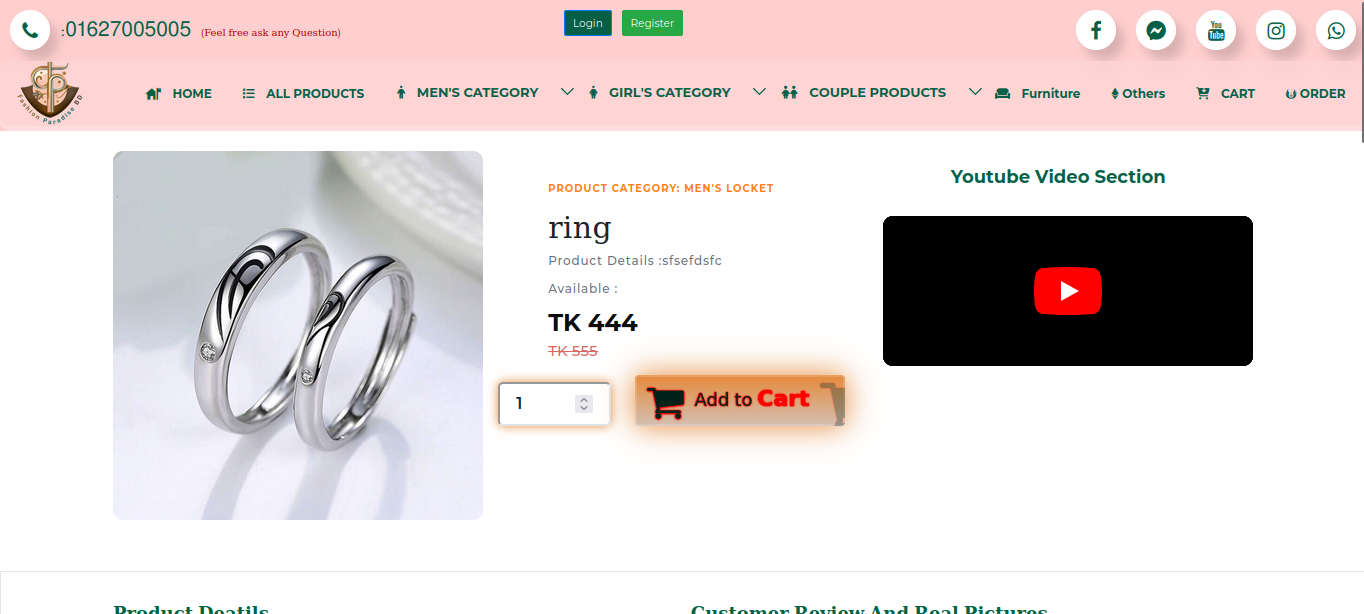 :01627005005 (Feel free ask any Question)
Login
Register
You
Tube
Fashion Paradise BD
HOME
ALL PRODUCTS
MEN'S CATEGORY
GIRL'S CATEGORY
COUPLE PRODUCTS
Furniture
Others
CART
ORDER
PRODUCT CATEGORY: MEN'S LOCKET
ring
Product Details :sfsefdsfc
Available :
TK 444
TK 555
1
Add to Cart
Youtube Video Section
Product Deatils
Customer Review And Real Pictures